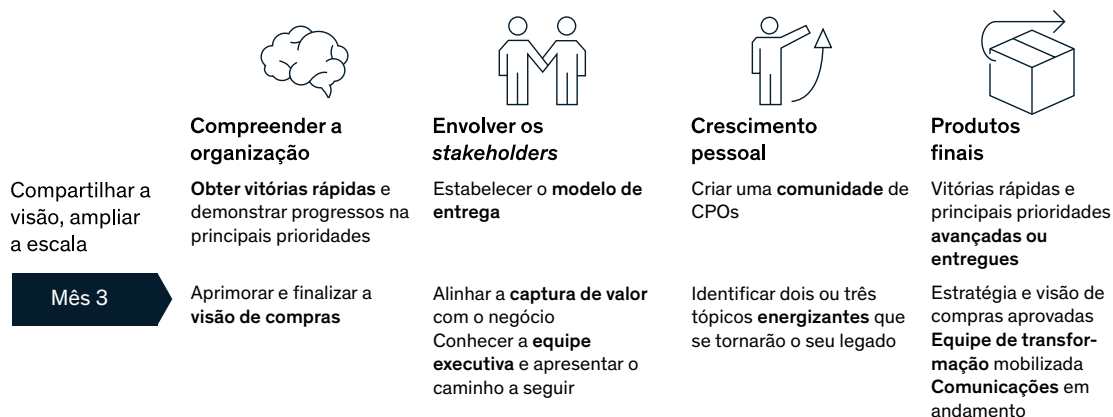 Compreender a
organização
Envolver os
stakeholders
Crescimento
pessoal
Produtos
finais
Compartilhar a
visão, ampliar
a escala
Obter vitórias rápidas e
demonstrar progressos na
principais prioridades
Estabelecer o modelo de
entrega
Criar uma comunidade de
CPOs
Vitórias rápidas e
principais prioridades
avançadas ou
entregues
Mês 3
Aprimorar e finalizar a
visão de compras
Alinhar a captura de valor
com o negócio
Conhecer a equipe
executiva e apresentar o
caminho a seguir
Identificar dois ou três
tópicos energizantes que
se tornarão o seu legado
Estratégia e visão de
compras aprovadas
Equipe de transfor-
mação mobilizada
Comunicações em
andamento